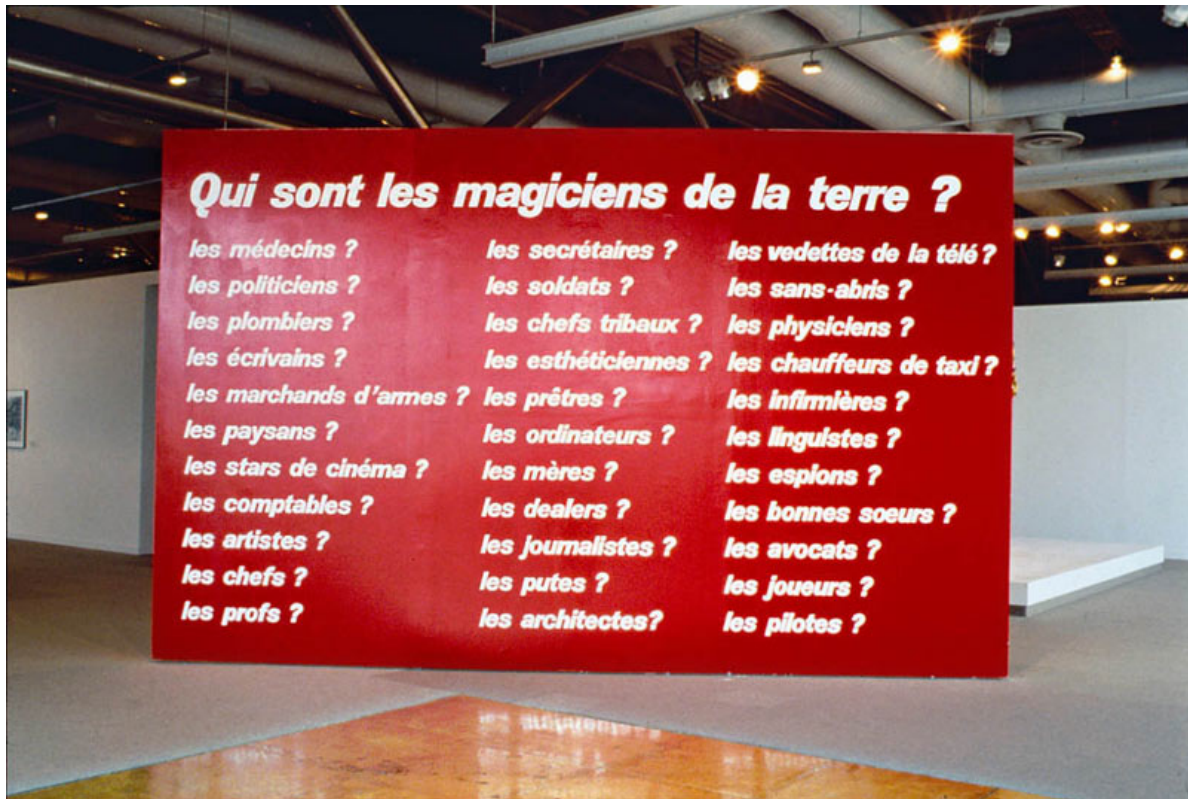 Qui sont les magiciens de la terre ?
les médecins ?
les politiciens ?
les plombiers ?
les écrivains ?
les marchands d'armes ?
les paysans ?
les stars de cinéma ?
les comptables ?
les artistes ?
les chefs ?
les profs ?
les secrétaires ?
les soldats ?
les chefs tribaux ?
les esthéticiennes ?
les prêtres ?
les ordinateurs ?
les mères ?
les dealers ?
les journalistes ?
les putes ?
les architectes?
les vedettes de la télé ?
les sans-abris ?
les physiciens ?
les chauffeurs de taxi ?
les infirmières ?
les linguistes ?
les espions ?
les bonnes soeurs ?
les avocats ?
les joueurs ?
les pilotes ?